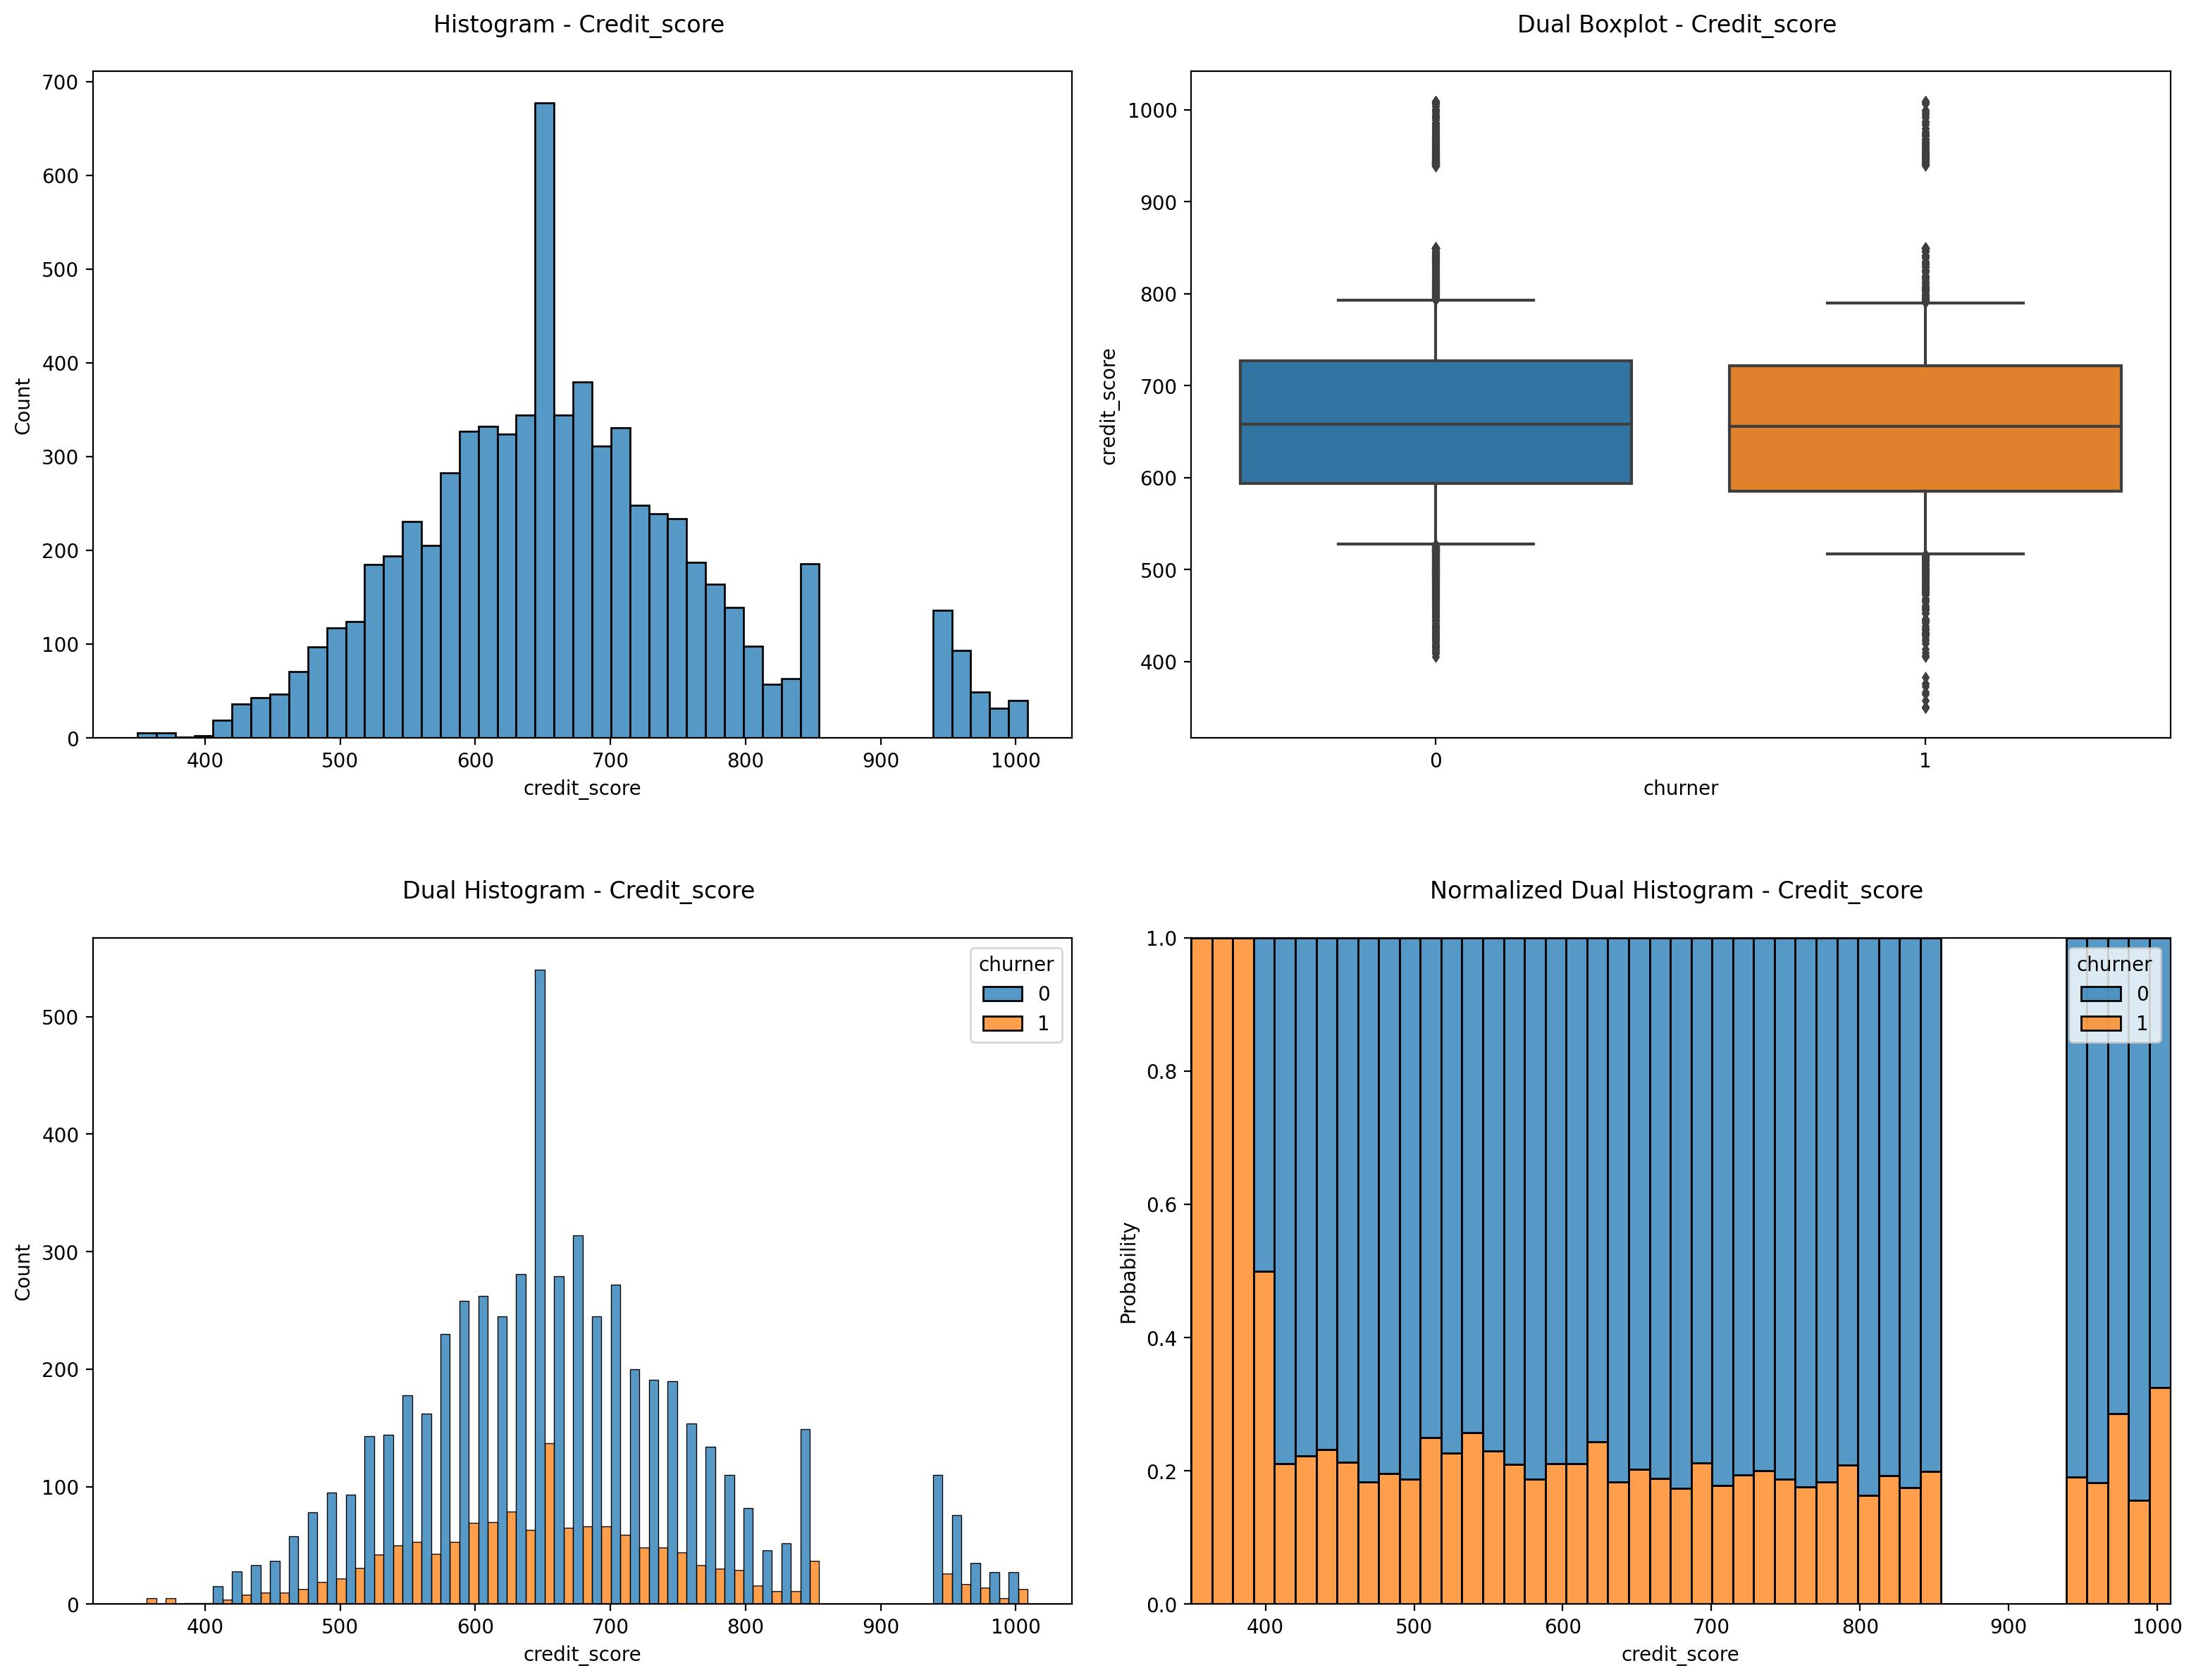 Histogram - Credit_score
700
600
500
400
300
200
100
0
Count
400 500 600 700 800 900 1000
credit_score
Dual Boxplot - Credit_score
1000
900
800
700
600
500
400
credit_score
0 1
churner
Dual Histogram - Credit_score
500
400
300
200
100
0
Count
churner
0
1
400 500 600 700 800 900 1000
credit_score
Normalized Dual Histogram - Credit_score
1.0
0.8
0.6
0.4
0.2
0.0
Probability
churner
0
1
400 500 600 700 800 900 1000
credit_score